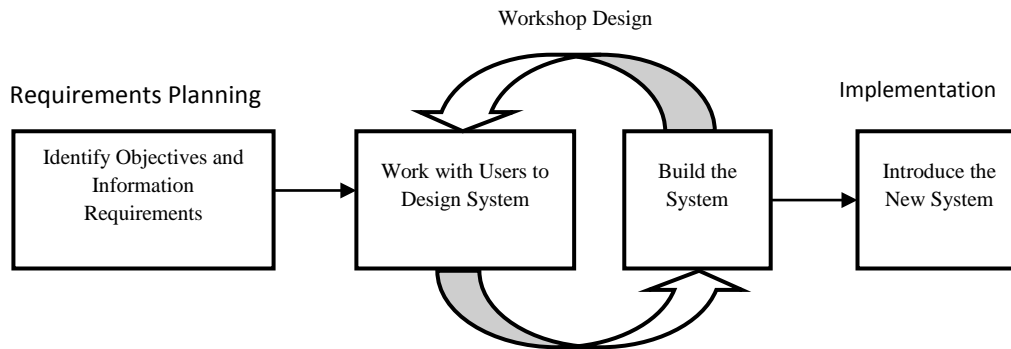 Workshop Design
Requirements Planning
Implementation
Identify Objectives and
Information
Requirements
Work with Users to
Design System
Build the
System
Introduce the
New System